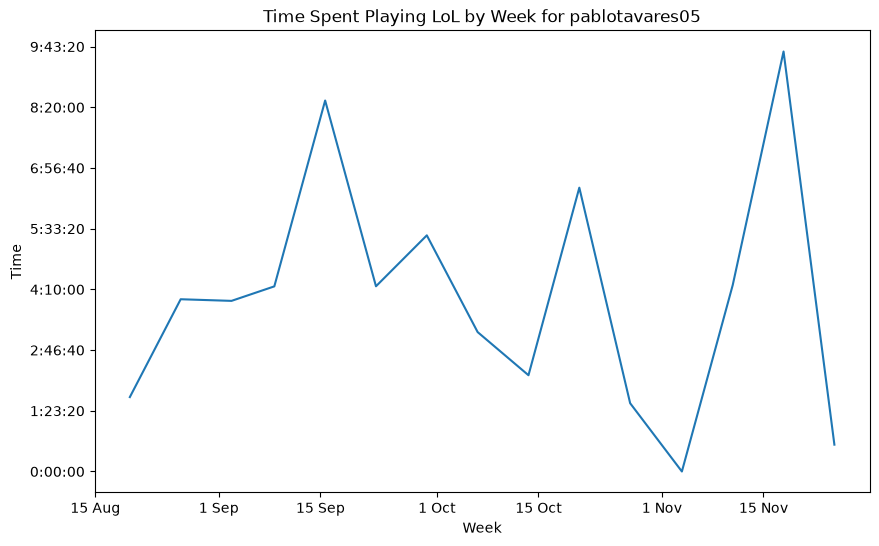 Time Spent Playing LoL by Week for pablotavares05
9:43:20
8:20:00
6:56:40
5:33:20
4:10:00
2:46:40
1:23:20
0:00:00
Time
15 Aug
1 Sep
15 Sep
1 Oct
15 Oct
1 Nov
15 Nov
Week